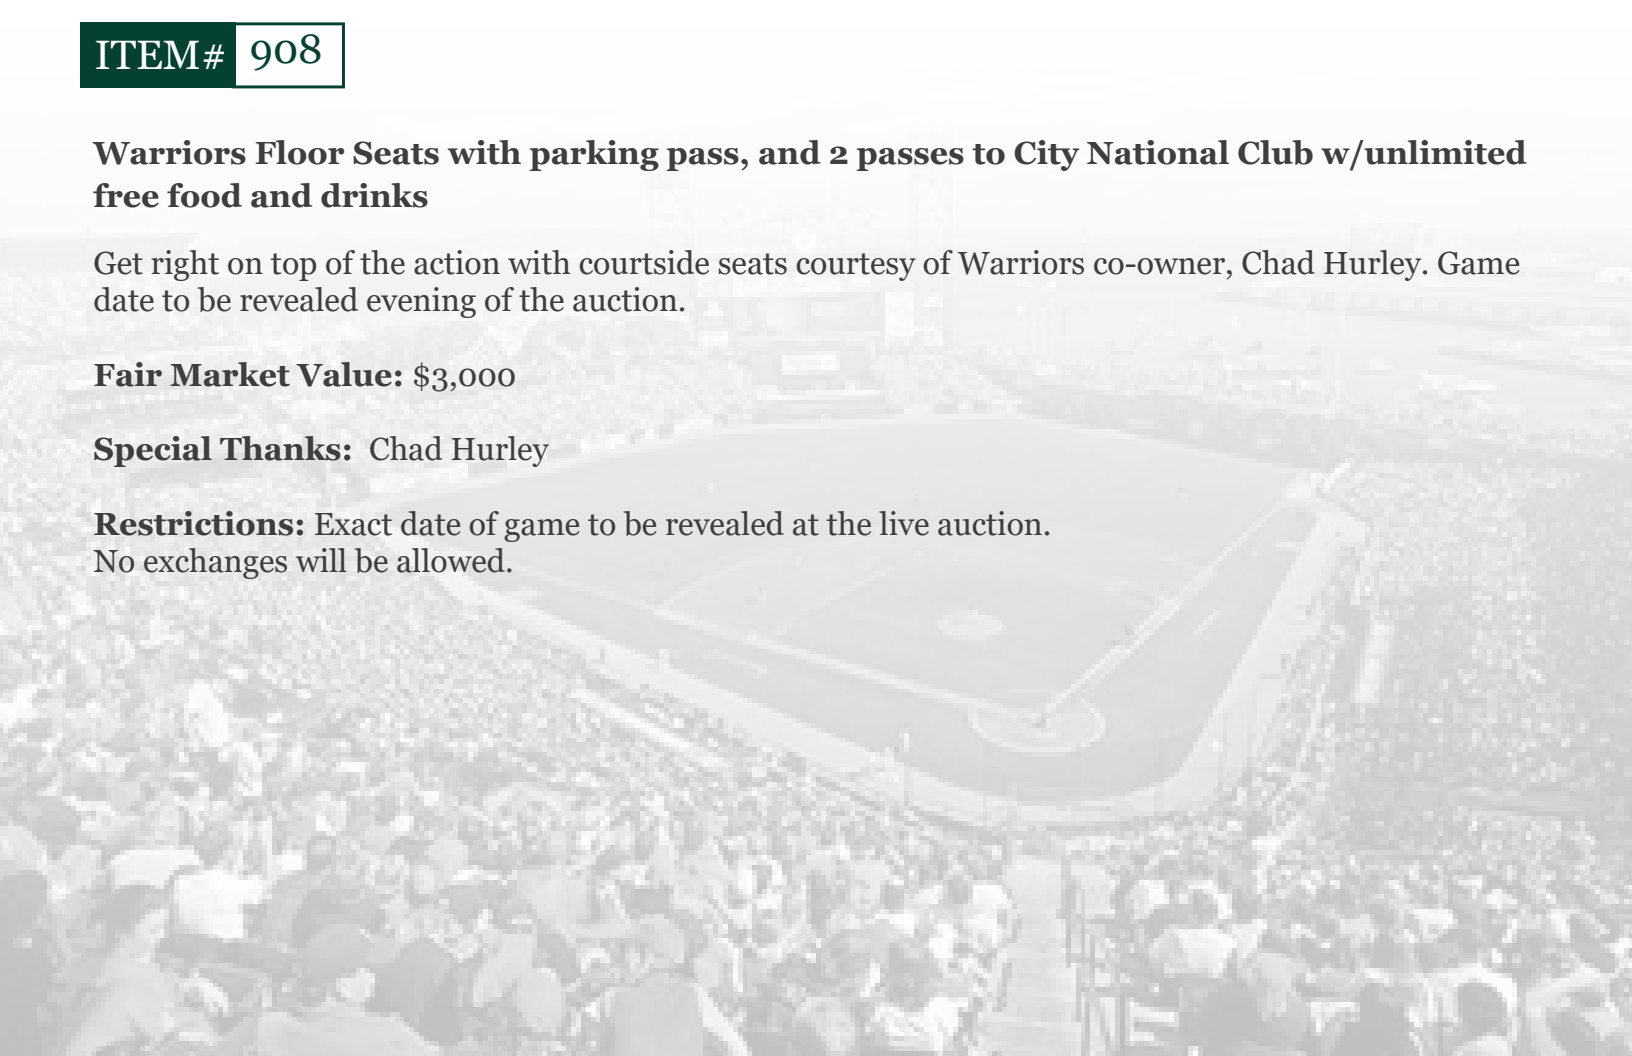 ITEM# 908
Warriors Floor Seats with parking pass, and 2 passes to City National Club w/unlimited
free food and drinks
Get right on top of the action with courtside seats courtesy of Warriors co-owner, Chad Hurley. Game
date to be revealed evening of the auction.
Fair Market Value: $3,000
Special Thanks: Chad Hurley
Restrictions: Exact date of game to be revealed at the live auction.
No exchanges will be allowed.